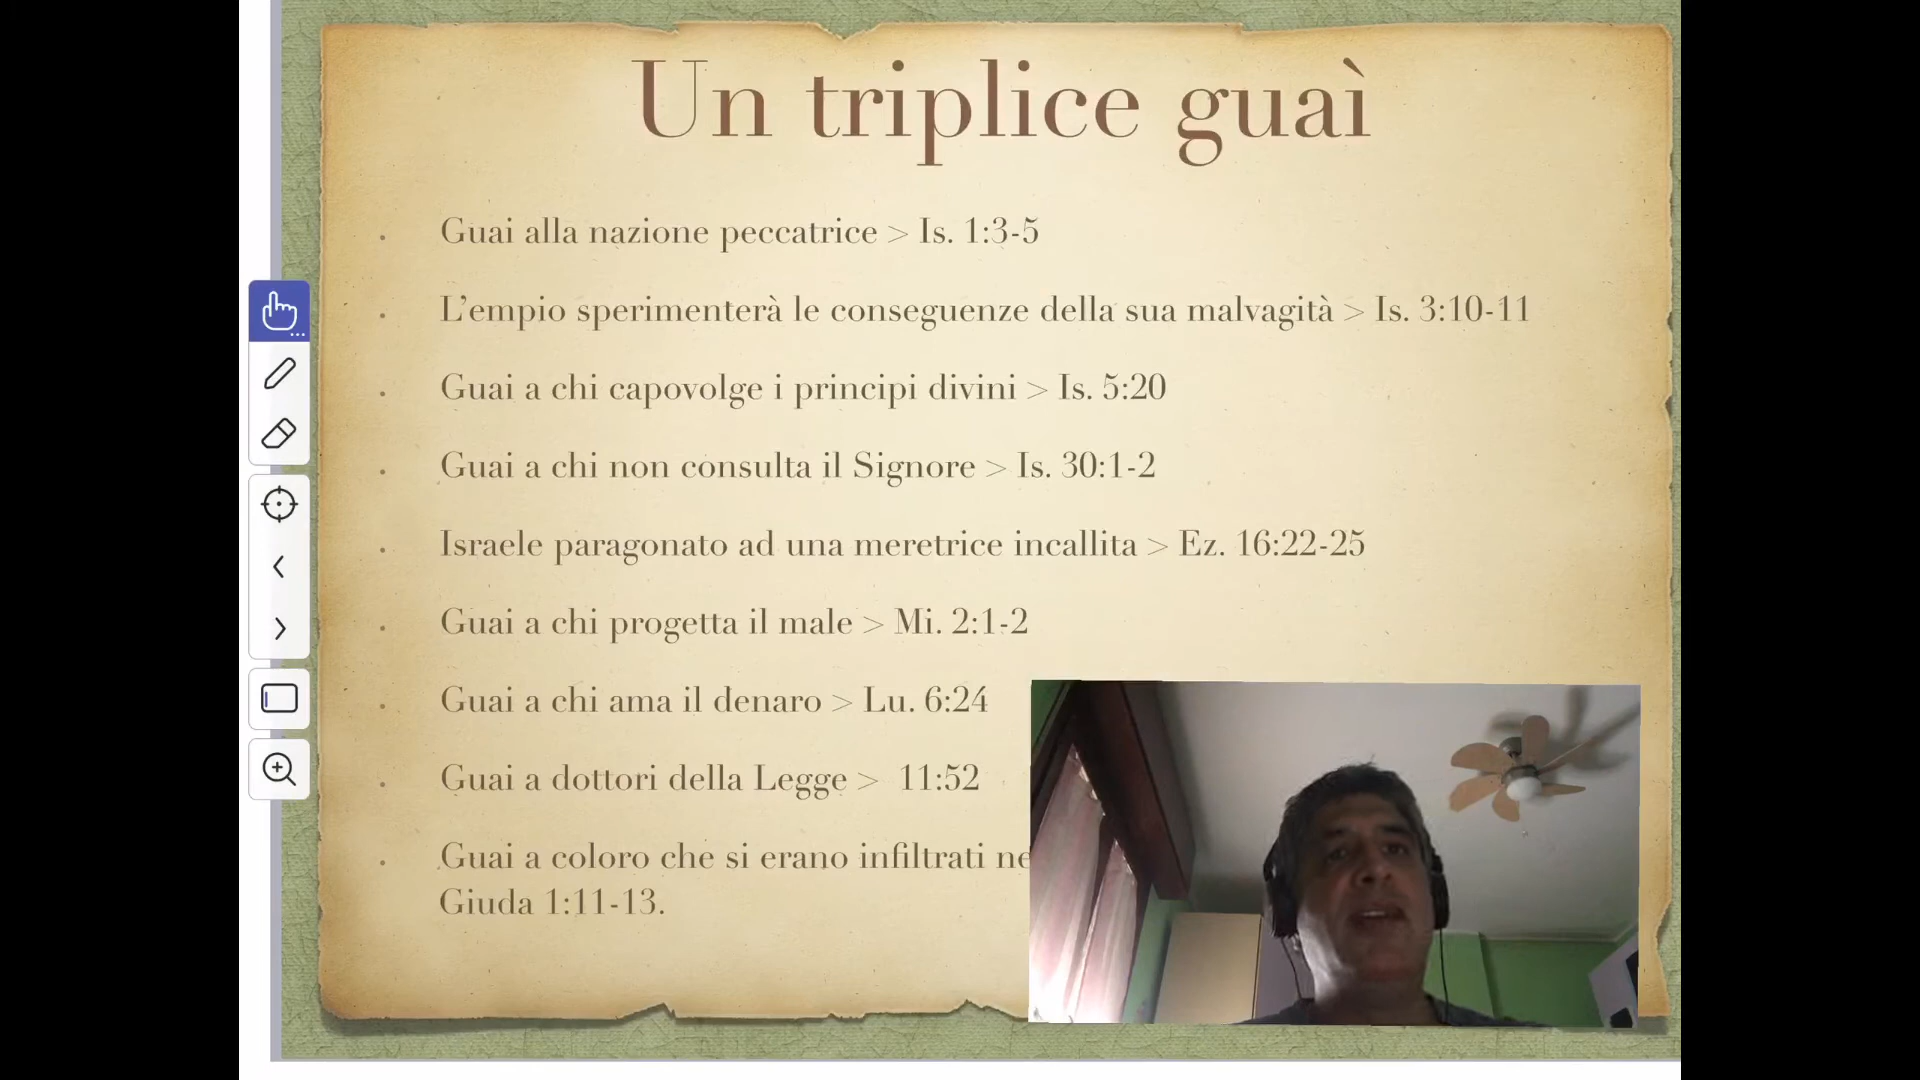 Un triplice guaì
Guai alla nazione peccatrice > Is. 1:3-5
L’empio sperimenterà le conseguenze della sua malvagità > Is. 3:10-11
Guai a chi capovolge i principi divini > Is. 5:20
Guai a chi non consulta il Signore > Is. 30:1-2
Israele paragonato ad una meretrice incallita > Ez. 16:22-25
Guai a chi progetta il male > Mi. 2:1-2
Guai a chi ama il denaro > Lu. 6:24
Guai a dottori della Legge > 11:52
Guai a coloro che si erano infiltrati
Giuda 1:11-13.